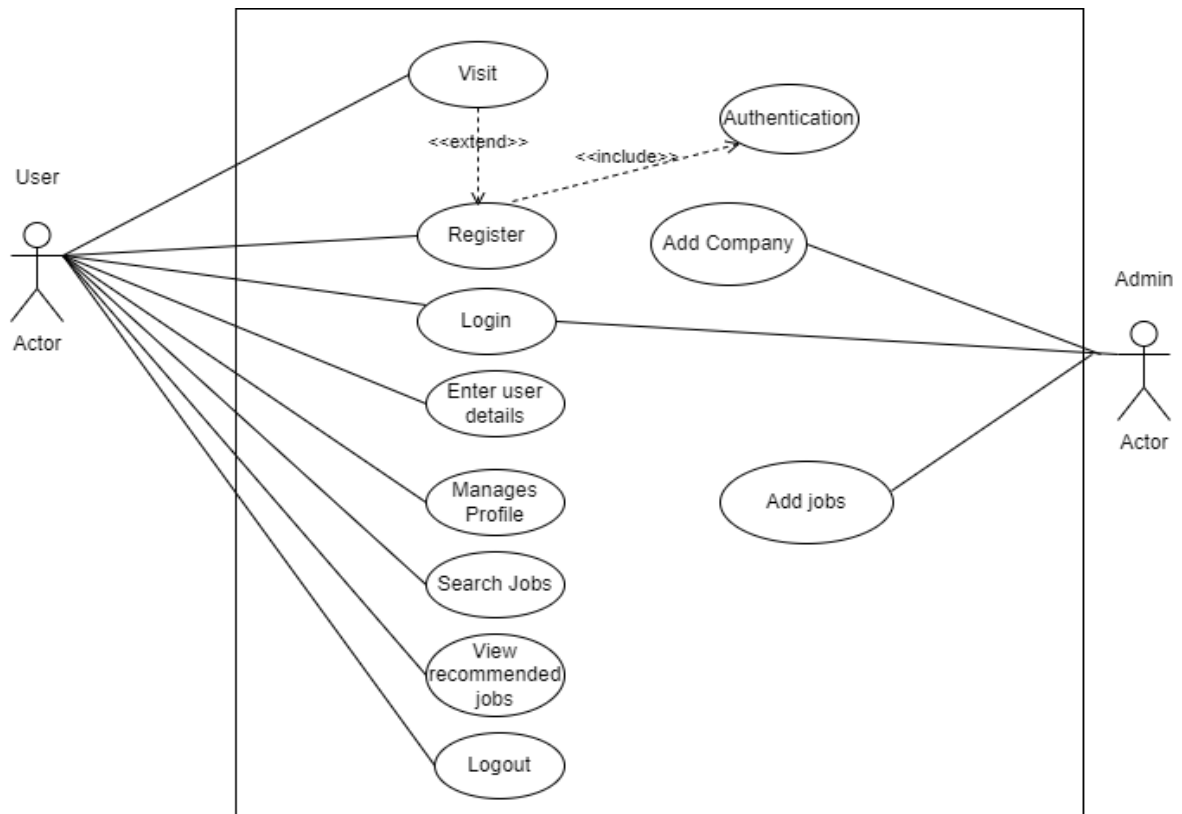 Visit
Authentication
<<extend>>
<<include>>
User
Register
Add Company
Admin
Login
Actor
Enter user
details
Actor
Manages
Profile
Add jobs
Search Jobs
View
recommended
jobs
Logout